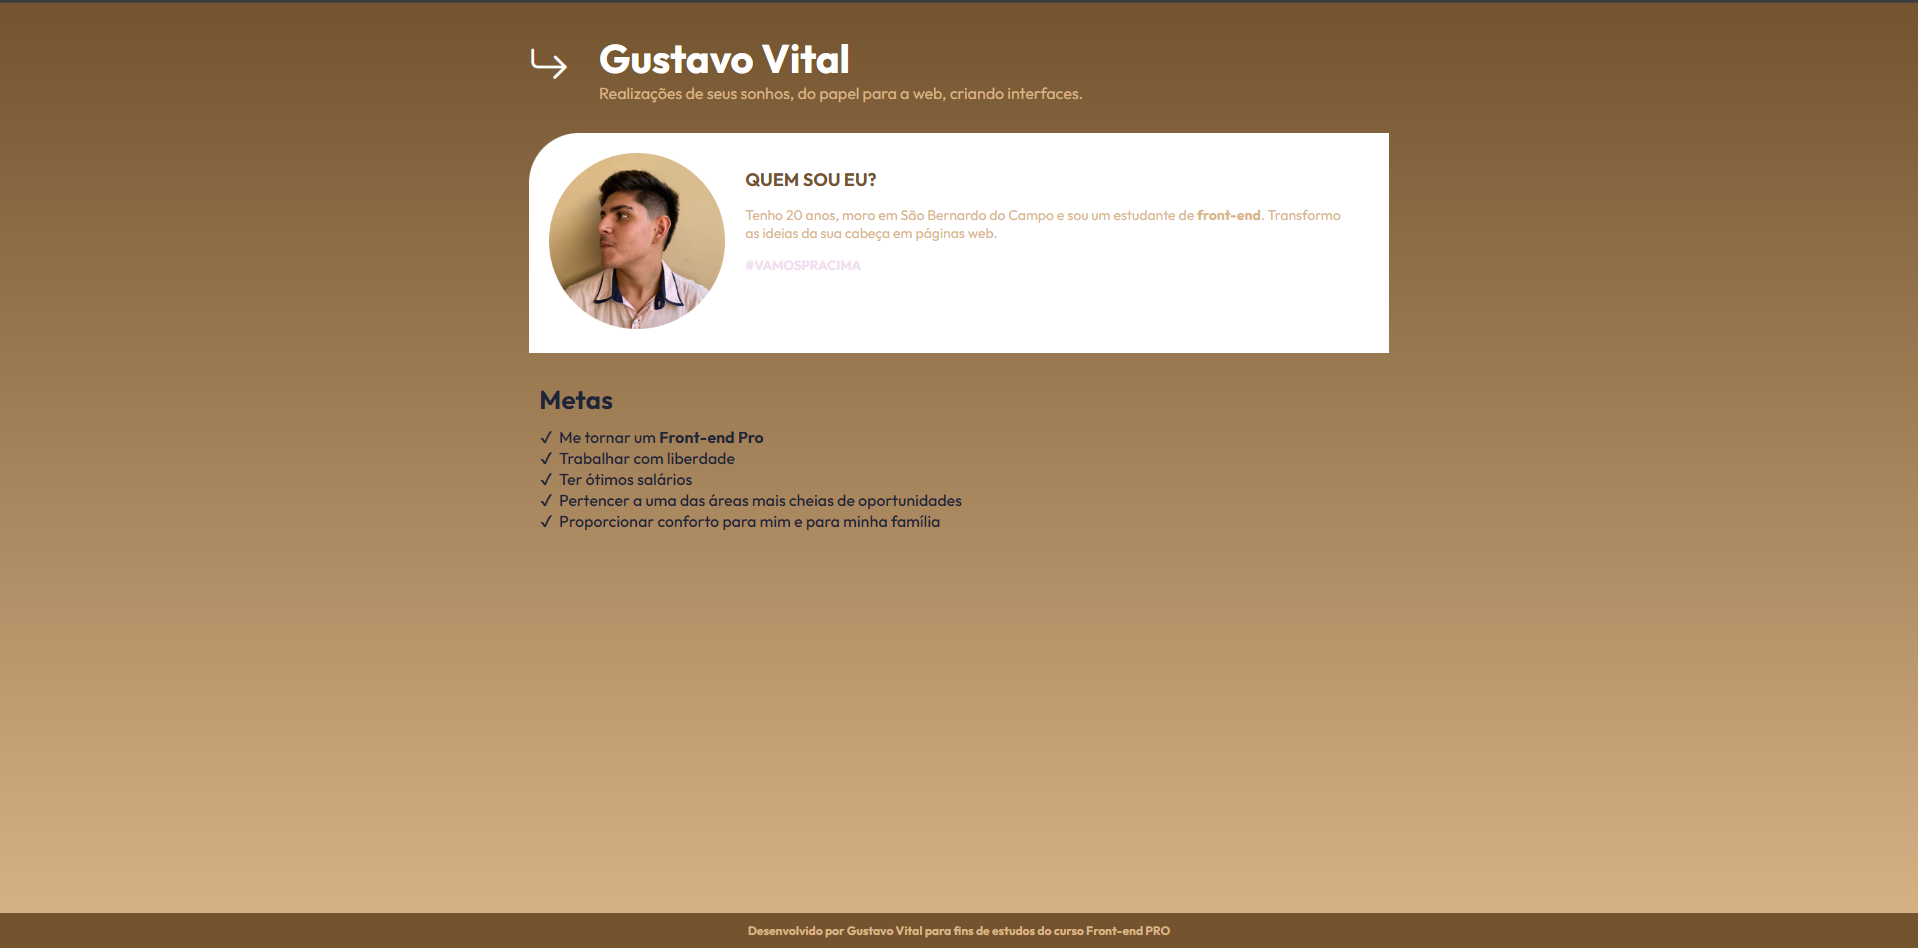 Gustavo Vital
Realizações de seus sonhos, do papel para a web, criando interfaces.
QUEM SOU EU?
Tenho 20 anos, moro em São Bernardo do Campo e sou um estudante de front-end. Transformo
as ideias da sua cabeça em páginas web.
#VAMOSPRACIMA
Metas
✓ Me tornar um Front-end Pro
✓ Trabalhar com liberdade
✓ Ter ótimos salários
✓ Pertencer a uma das áreas mais cheias de oportunidades
✓ Proporcionar conforto para mim e para minha família
Desenvolvido por Gustavo Vital para fins de estudos do curso Front-end PRO